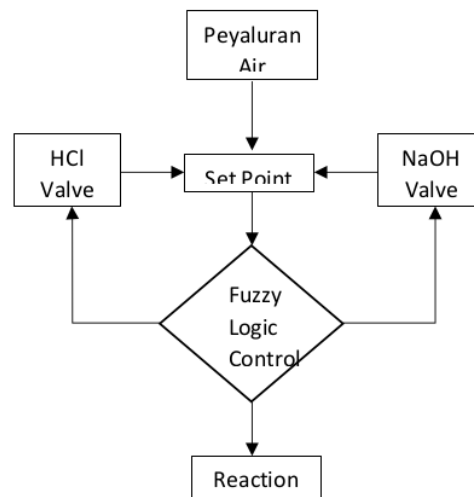 Peyaluran
Air
HCl
Valve
Set Point
NaOH
Valve
Fuzzy
Logic
Control
Reaction